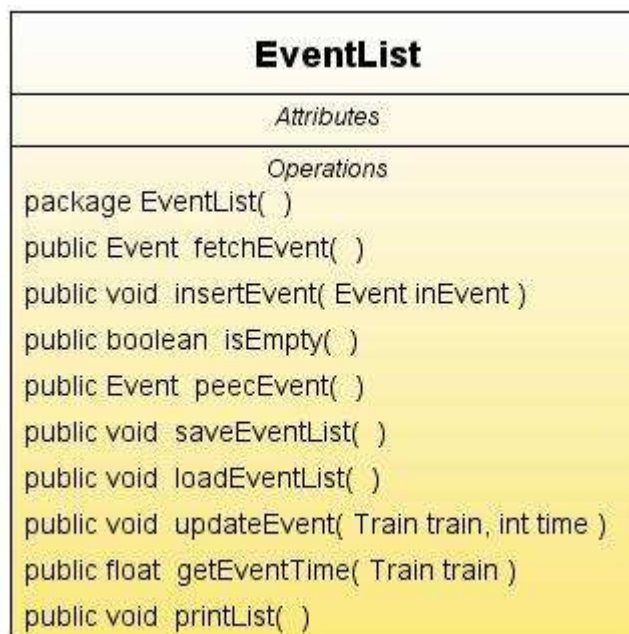 EventList
Attributes
Operations
package EventList( )
public Event fetchEvent( )
public void insertEvent( Event inEvent )
public boolean isEmpty( )
public Event peecEvent( )
public void saveEventList( )
public void loadEventList( )
public void updateEvent( Train train, int time )
public float getEventTime( Train train )
public void printList( )